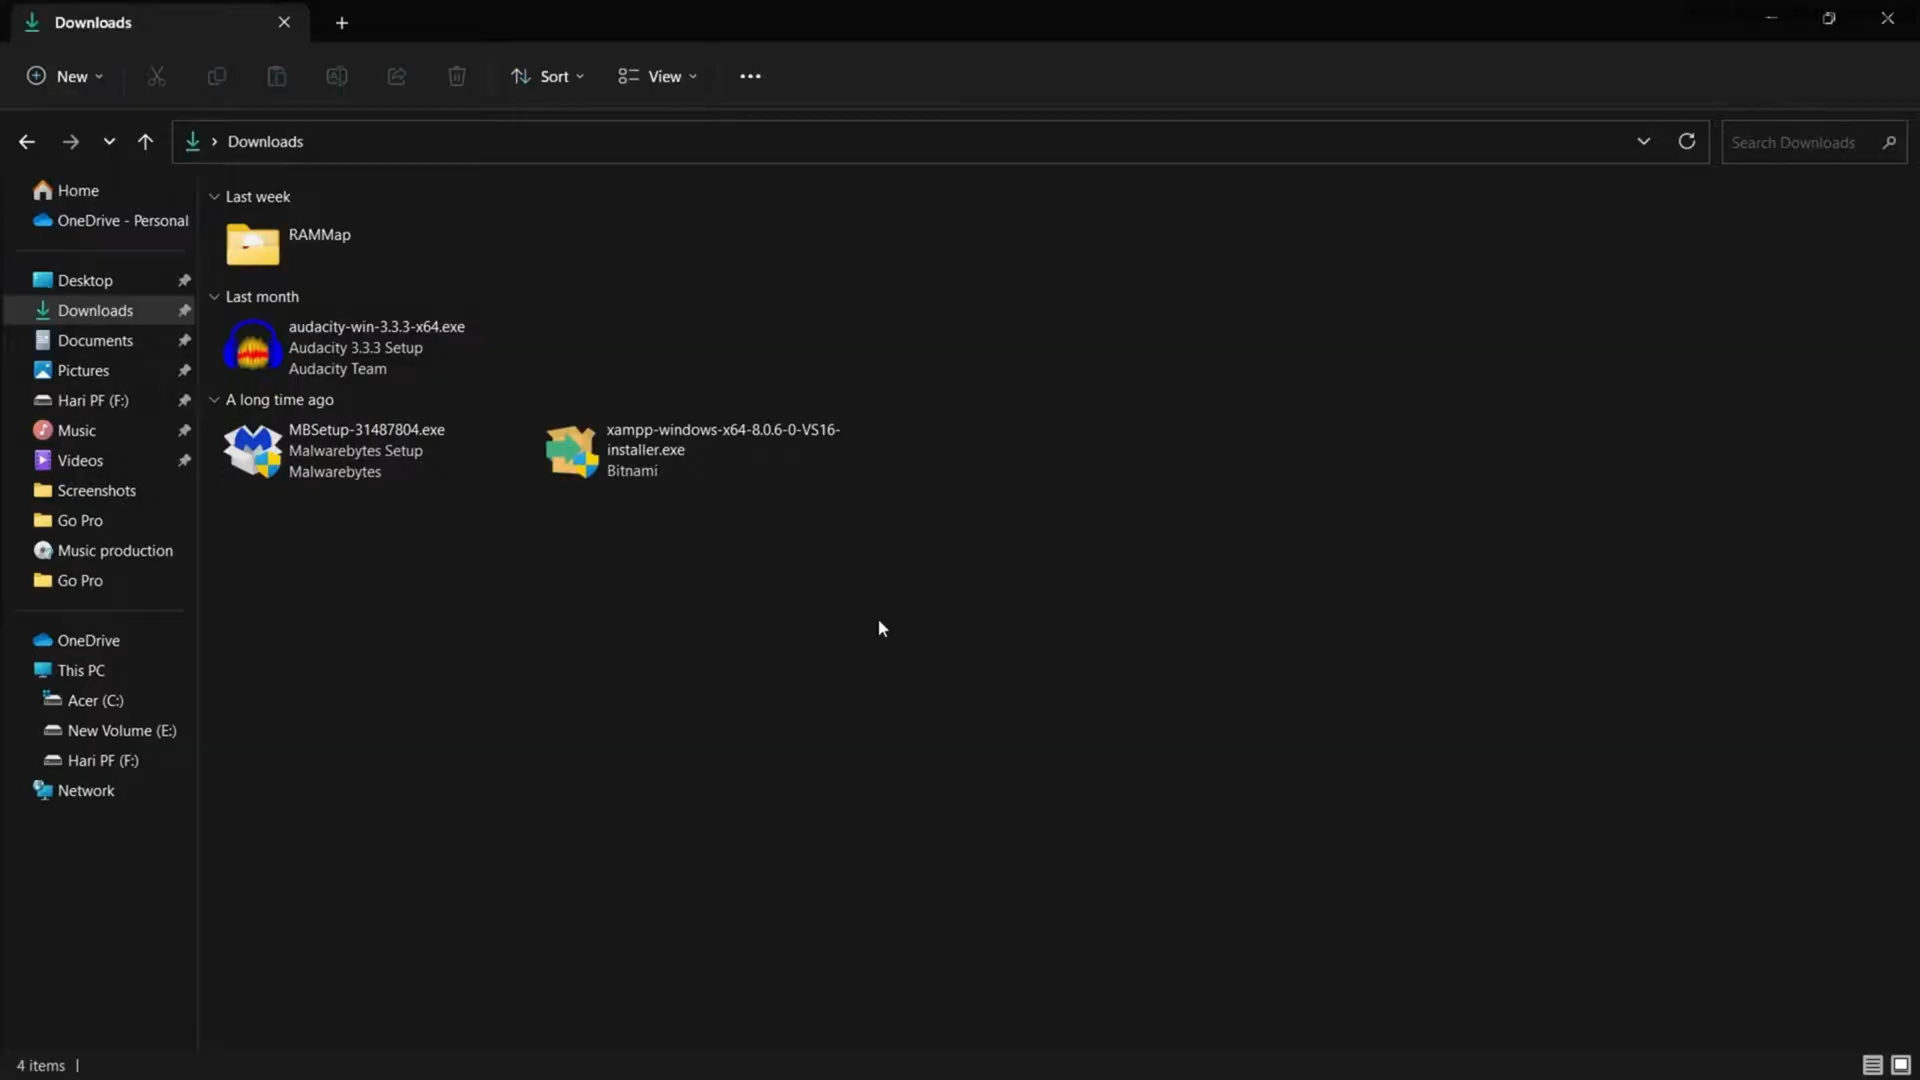 Downloads
New
Sort
View
Downloads
Search Downloads
Home
OneDrive - Personal
Desktop
Downloads
Documents
Pictures
Hari PF (F:)
Music
Videos
Screenshots
Go Pro
Music production
Go Pro
OneDrive
This PC
Acer (C:)
New Volume (E:)
Hari PF (F:)
Network
Last week
RAMMap
Last month
audacity-win-3.3.3-x64.exe
Audacity 3.3.3 Setup
Audacity Team
A long time ago
MBSetup-31487804.exe
Malwarebytes Setup
Malwarebytes
xampp-windows-x64-8.0.6-0-VS16-
installer.exe
Bitnami
4 items